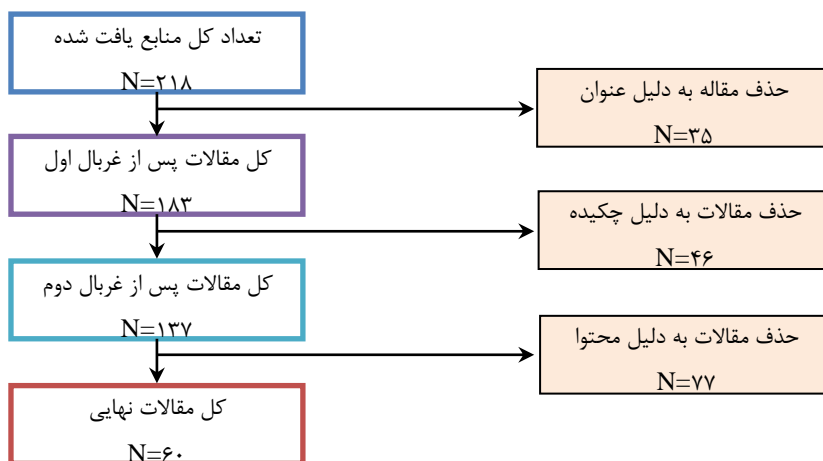 تعداد کل منابع یافت شده
N=۲۱۸
حذف مقاله به دلیل عنوان
N=۳۵
کل مقالات پس از غربال اول
N=۱۸۳
حذف مقالات به دلیل چکیده
N=۴۶
کل مقالات پس از غربال دوم
N=۱۳۷
حذف مقالات به دلیل محتوا
N=۷۷
کل مقالات نهایی
N=۶۰